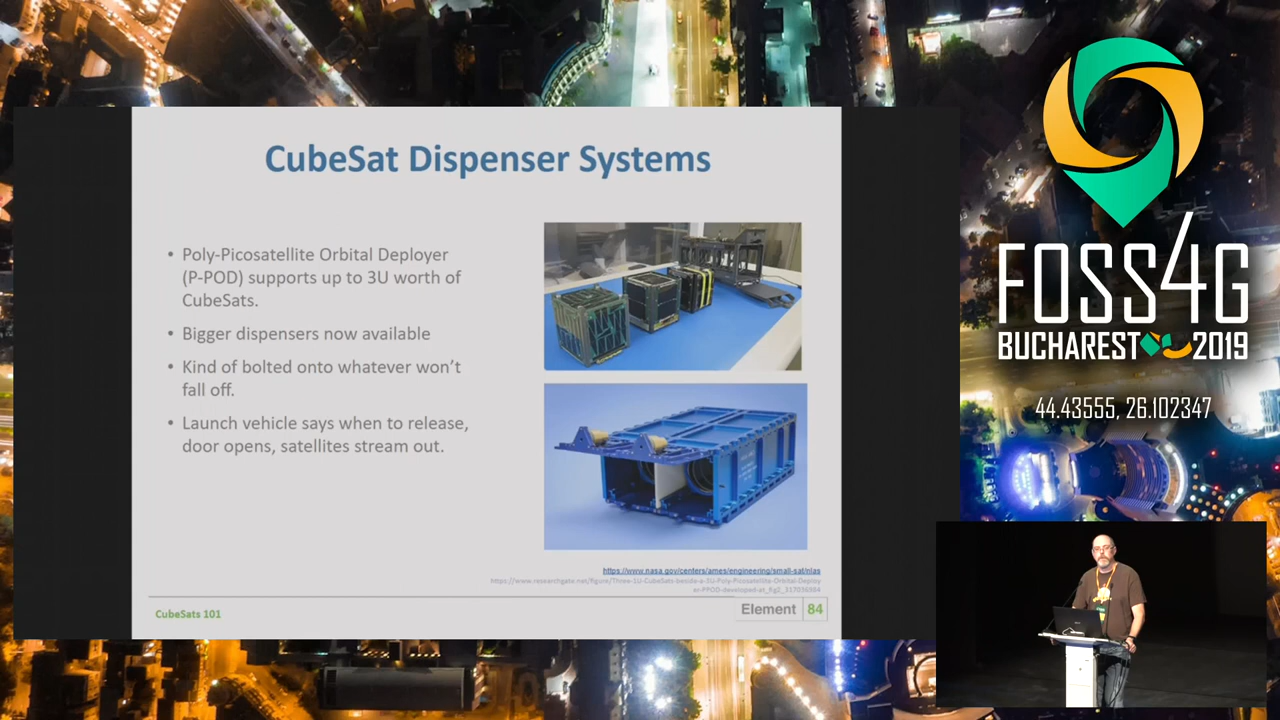 CubeSat Dispenser Systems
• Poly-Picosatellite Orbital Deployer
(P-POD) supports up to 3U worth of
CubeSats.
• Bigger dispensers now available
• Kind of bolted onto whatever won't
fall off.
• Launch vehicle says when to release,
door opens, satellites stream out.
https://www.nasa.gov/centers/ames/engineering/small-sat/nlas
CubeSats 101
Element 84
FOSS4G
BUCHAREST 2019
44.43555, 26.102347